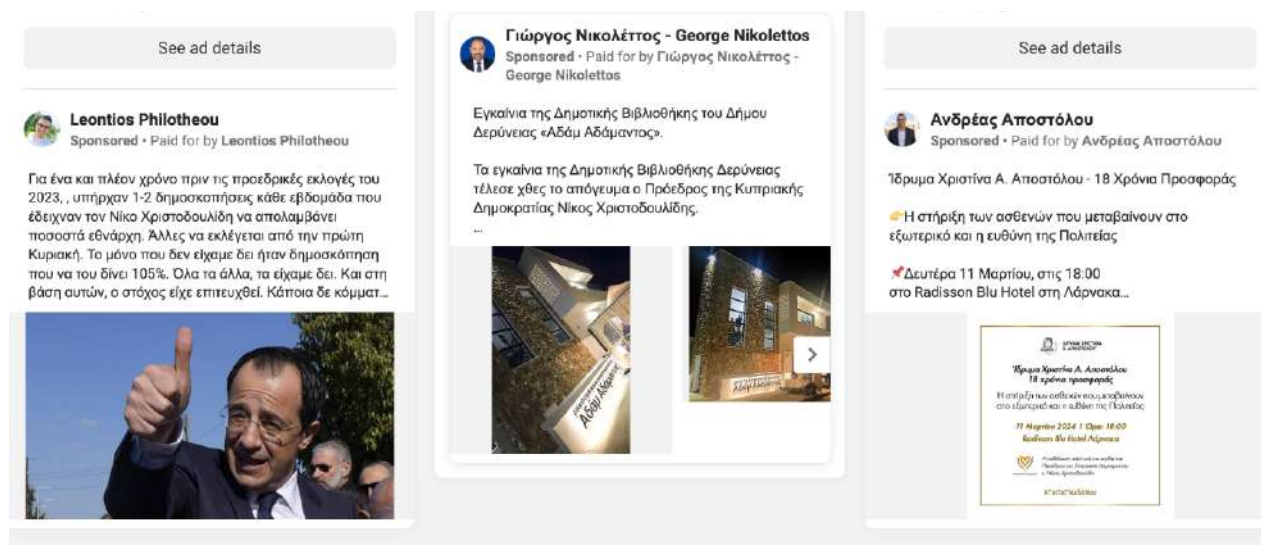 See ad details
Leontios Philotheou
Sponsored • Paid for by Leontios Philotheou
Για ένα και πλέον χρόνο πριν τις προεδρικές εκλογές του
2023, , υπήρχαν 1-2 δημοσκοπήσεις κάθε εβδομάδα που
έδειχναν τον Νίκο Χριστοδουλίδη να απολαμβάνει
ποσοστά εθνάρχη. Άλλες να εκλέγεται από την πρώτη
Κυριακή. Το μόνο που δεν είχαμε δει ήταν δημοσκόπηση
που να του δίνει 105%. Όλα τα άλλα, τα είχαμε δει. Και στη
βάση αυτών, ο στόχος είχε επιτευχθεί. Κάποια δε κόμματ...
Γιώργος Νικολέττος - George Nikolettos
Sponsored • Paid for by Γιώργος Νικολέττος -
George Nikolettos
Εγκαίνια της Δημοτικής Βιβλιοθήκης του Δήμου
Δερύνειας «Αδάμ Αδάμαντος».
Τα εγκαίνια της Δημοτικής Βιβλιοθήκης Δερύνειας
τέλεσε χθες το απόγευμα ο Πρόεδρος της Κυπριακής
Δημοκρατίας Νίκος Χριστοδουλίδης.
...
Αδάμ Αδάμαντος
Αδάμ Αδάμαντος
See ad details
Ανδρέας Αποστόλου
Sponsored • Paid for by Ανδρέας Αποστόλου
Ίδρυμα Χριστίνα Α. Αποστόλου - 18 Χρόνια Προσφοράς
👉Η στήριξη των ασθενών που μεταβαίνουν στο
εξωτερικό και η ευθύνη της Πολιτείας
📌Δευτέρα 11 Μαρτίου, στις 18:00
στο Radisson Blu Hotel στη Λάρνακα...
Ίδρυμα Χριστίνα Α. Αποστόλου
18 χρόνια προσφοράς
Η στήριξη των ασθενών που μεταβαίνουν
στο εξωτερικό και η ευθύνη της Πολιτείας
11 Μαρτίου 2024 | Ώρα: 18:00
Radisson Blu Hotel Λάρνακα